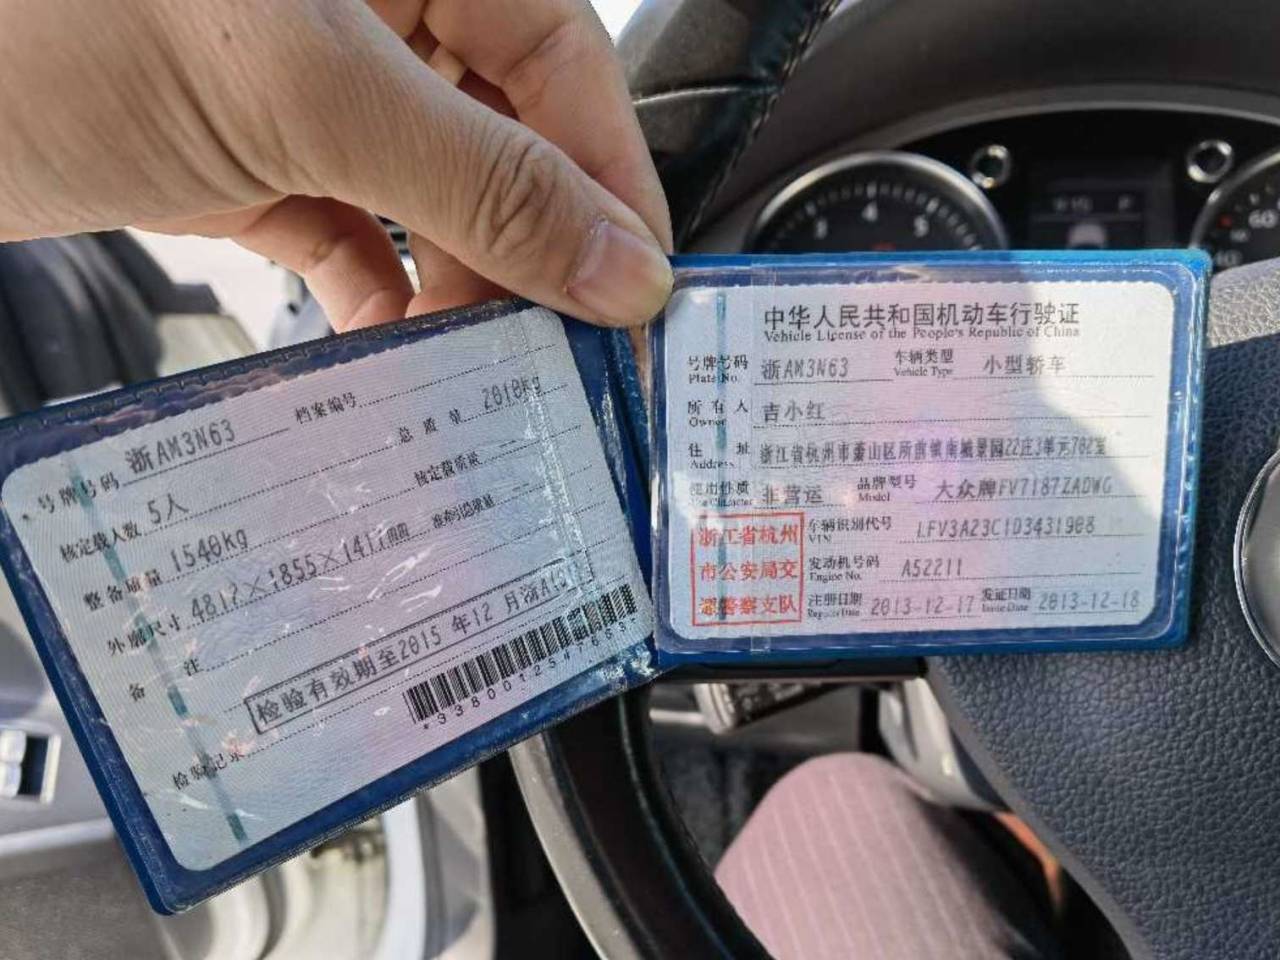 号牌号码 浙AM3N63 档案编号
核定载人数 5人 总质量 2010kg
整备质量 1540kg 核定载质量
外廓尺寸 4812×1855×1417
备注
检验有效期至2015年12月浙A
检验记录
中华人民共和国机动车行驶证
Vehicle License of the People's Republic of China
号牌号码 浙AM3N63 车辆类型 小型轿车
Plate No. Vehicle Type
所有人 吉小红
Owner
住址 浙江省杭州市萧山区所前镇南城景园22庄3单元702室
Address
使用性质 非营运 品牌型号 大众牌FV7187ZADWG
Use Character Model
浙江省杭州
市公安局交
通警察支队
车辆识别代号 LFV3A23C1D3431908
VIN
发动机号码 A52211
Engine No.
注册日期 2013-12-17 发证日期 2013-12-18
Register Date Issue Date
3 4 5
60